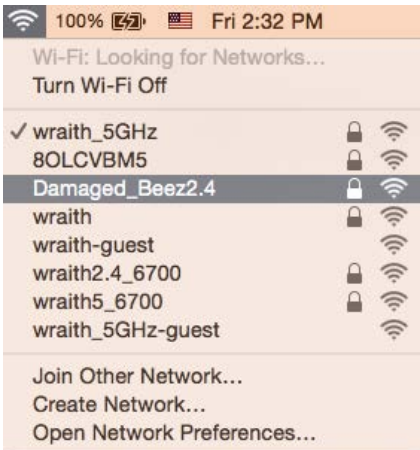 100% Fri 2:32 PM
Wi-Fi: Looking for Networks...
Turn Wi-Fi Off
wraith_5GHz
8OLCVBM5
Damaged_Beez2.4
wraith
wraith-guest
wraith2.4_6700
wraith5_6700
wraith_5GHz-guest
Join Other Network...
Create Network...
Open Network Preferences...